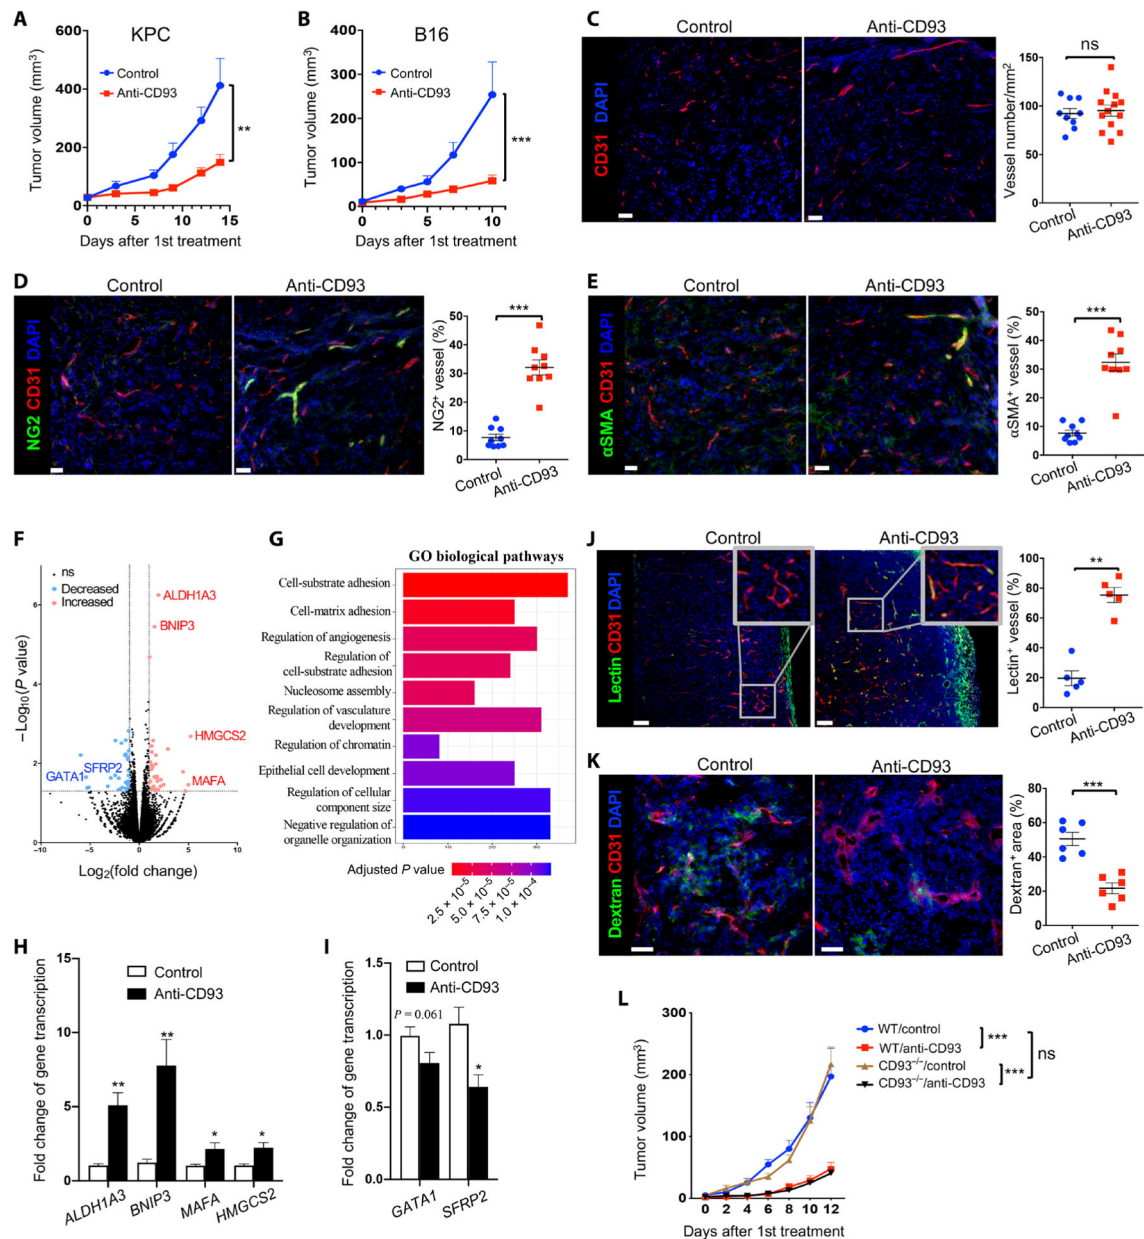 A
KPC
Tumor volume (mm³)
600
400
200
0
Control
Anti-CD93
**
0 5 10 15
Days after 1st treatment
B
B16
Tumor volume (mm³)
400
300
200
100
0
Control
Anti-CD93
***
0 5 10
Days after 1st treatment
C
Control
Anti-CD93
CD31 DAPI
ns
Vessel number/mm2
150
100
50
0
Control
Anti-CD93
D
Control
Anti-CD93
NG2 CD31 DAPI
***
NG2⁺ vessel (%)
50
40
30
20
10
0
Control
Anti-CD93
E
Control
Anti-CD93
αSMA CD31 DAPI
***
αSMA⁺ vessel (%)
50
40
30
20
10
0
Control
Anti-CD93
F
ns
Decreased
Increased
ALDH1A3
BNIP3
HMGCS2
MAFA
GATA1
SFRP2
−Log₁₀(P value)
6
4
2
0
−10 −5 0 5 10
Log₂(fold change)
G
GO biological pathways
Cell-substrate adhesion
Cell-matrix adhesion
Regulation of angiogenesis
Regulation of
cell-substrate adhesion
Nucleosome assembly
Regulation of vasculature
development
Regulation of chromatin
Epithelial cell development
Regulation of cellular
component size
Negative regulation of
organelle organization
0 10 20 30
Adjusted P value
2.5 × 10⁻⁵
5.0 × 10⁻⁵
7.5 × 10⁻⁵
1.0 × 10⁻⁴
H
Fold change of gene transcription
15
10
5
0
Control
Anti-CD93
**
**
*
*
ALDH1A3
BNIP3
MAFA
HMGCS2
I
Fold change of gene transcription
1.5
1.0
0.5
0.0
Control
Anti-CD93
P = 0.061
*
GATA1
SFRP2
J
Control
Anti-CD93
Lectin CD31 DAPI
**
Lectin⁺ vessel (%)
100
80
60
40
20
0
Control
Anti-CD93
K
Control
Anti-CD93
Dextran CD31 DAPI
***
Dextran⁺ area (%)
80
60
40
20
0
Control
Anti-CD93
L
Tumor volume (mm³)
300
200
100
0
WT/control
WT/anti-CD93
CD93⁻/⁻/control
CD93⁻/⁻/anti-CD93
***
***
ns
0 2 4 6 8 10 12
Days after 1st treatment